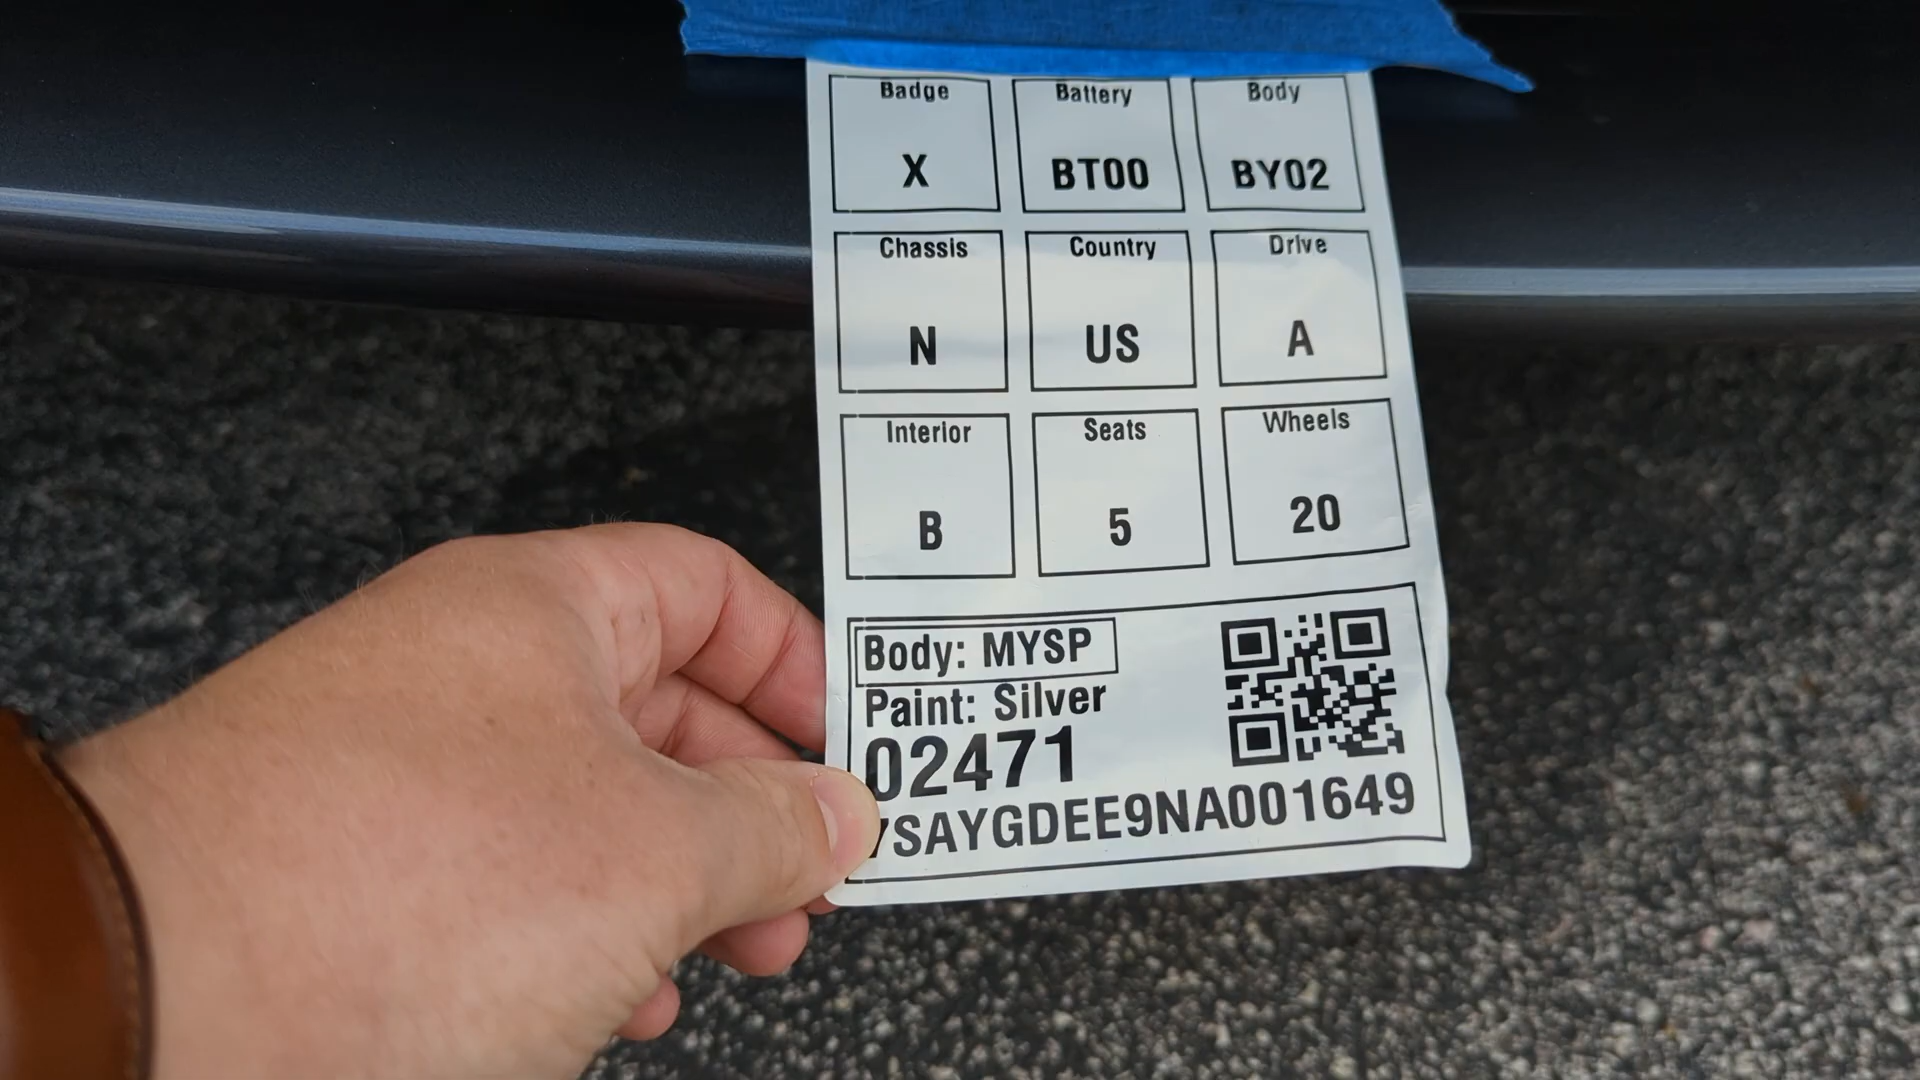 Badge Battery Body
X BT00 BY02
Chassis Country Drive
N US A
Interior Seats Wheels
B 5 20
Body: MYSP
Paint: Silver
02471
7SAYGDEE9NA001649